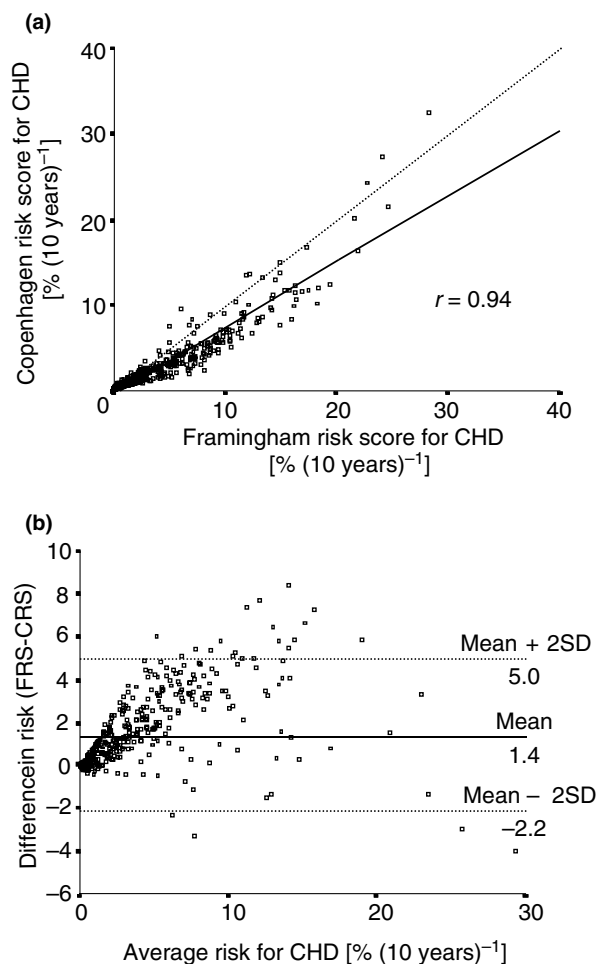 (a)
Copenhagen risk score for CHD
[% (10 years)⁻¹]
40
30
20
10
r = 0.94
0
10
20
30
40
Framingham risk score for CHD
[% (10 years)⁻¹]
(b)
Differencein risk (FRS-CRS)
10
8
6
4
2
0
−2
−4
−6
Mean + 2SD
5.0
Mean
1.4
Mean − 2SD
−2.2
0
10
20
30
Average risk for CHD [% (10 years)⁻¹]